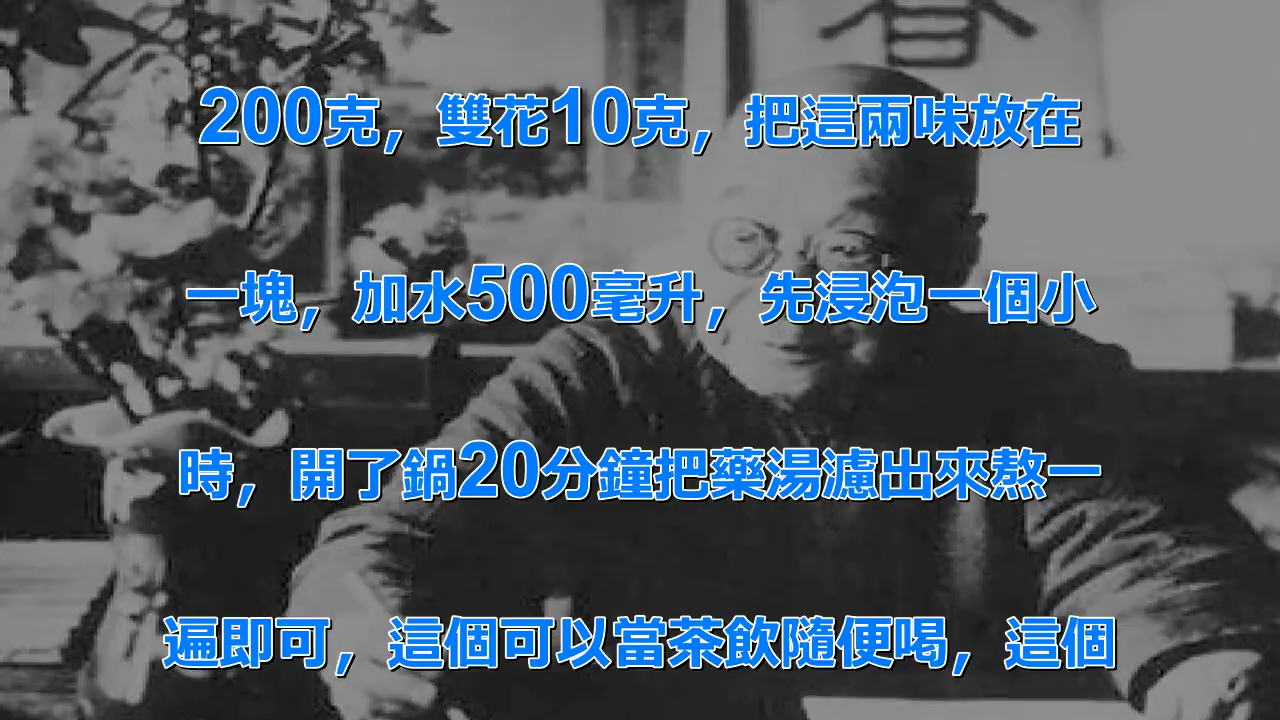 春
200克，雙花10克，把這兩味放在
一塊，加水500毫升，先浸泡一個小
時，開了鍋20分鐘把藥湯濾出來熬一
遍即可，這個可以當茶飲隨便喝，這個